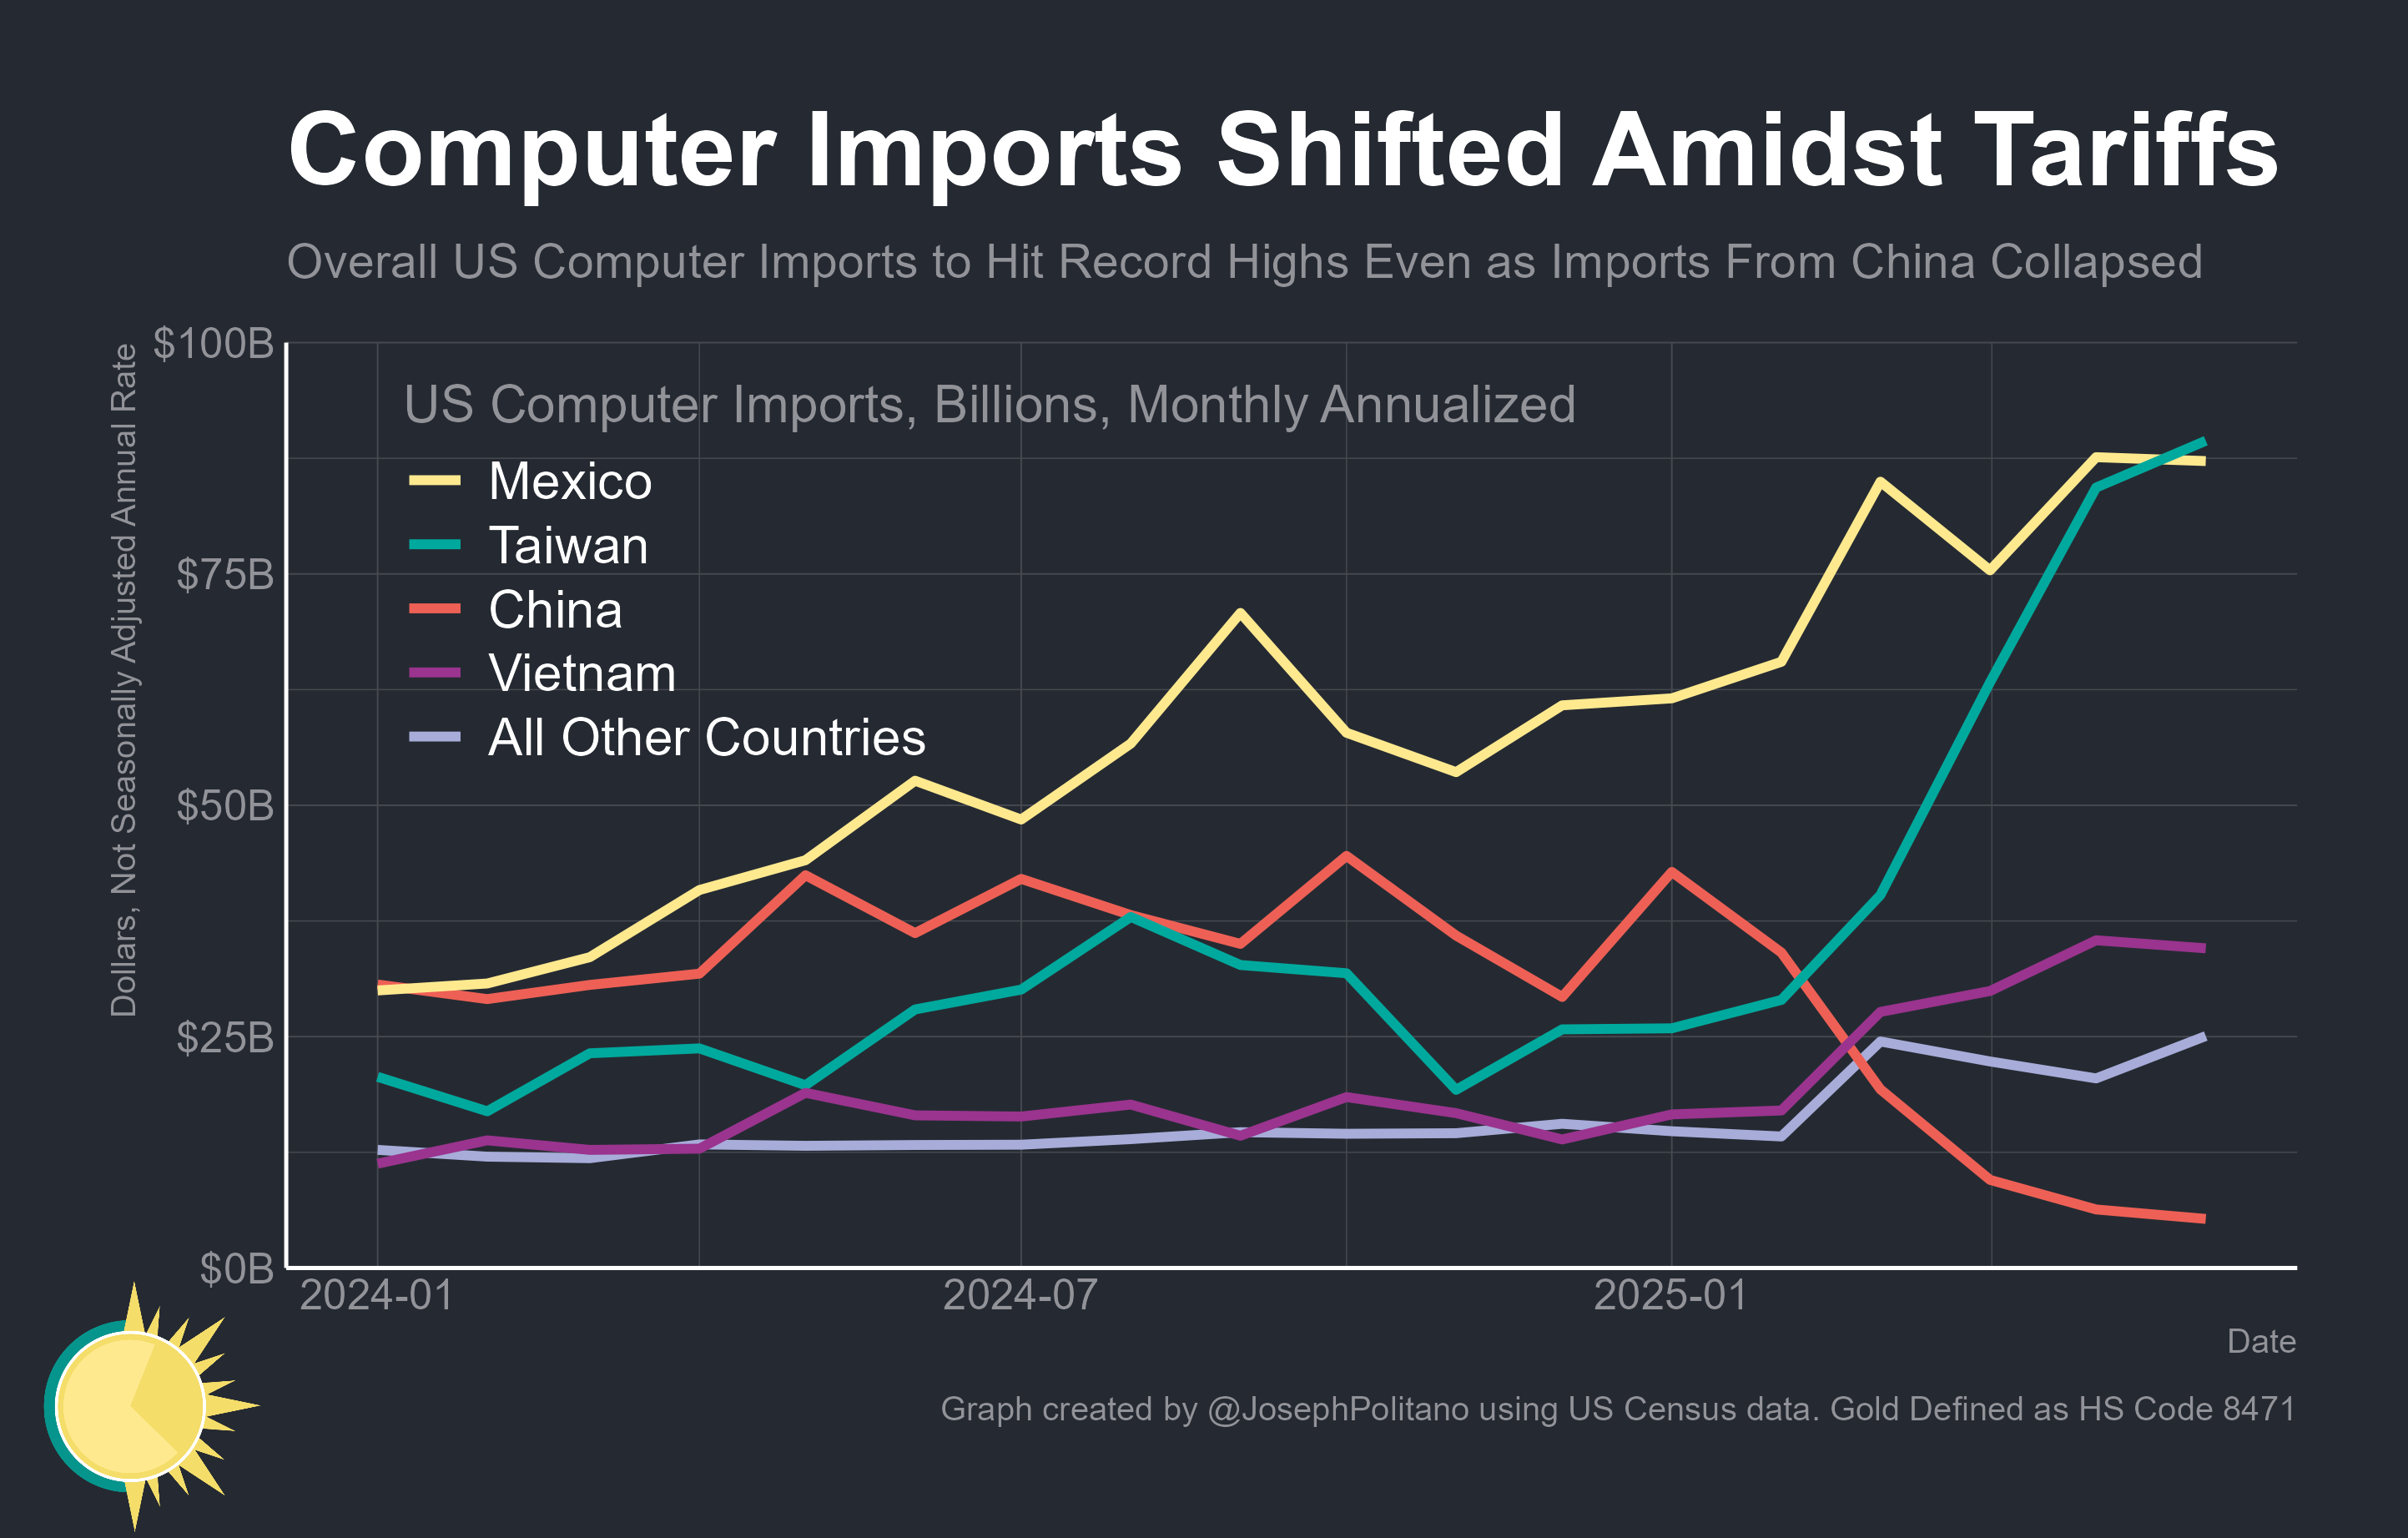 Computer Imports Shifted Amidst Tariffs
Overall US Computer Imports to Hit Record Highs Even as Imports From China Collapsed
Dollars, Not Seasonally Adjusted Annual Rate
$100B
$75B
$50B
$25B
$0B
US Computer Imports, Billions, Monthly Annualized
Mexico
Taiwan
China
Vietnam
All Other Countries
2024-01
2024-07
2025-01
Date
Graph created by @JosephPolitano using US Census data. Gold Defined as HS Code 8471